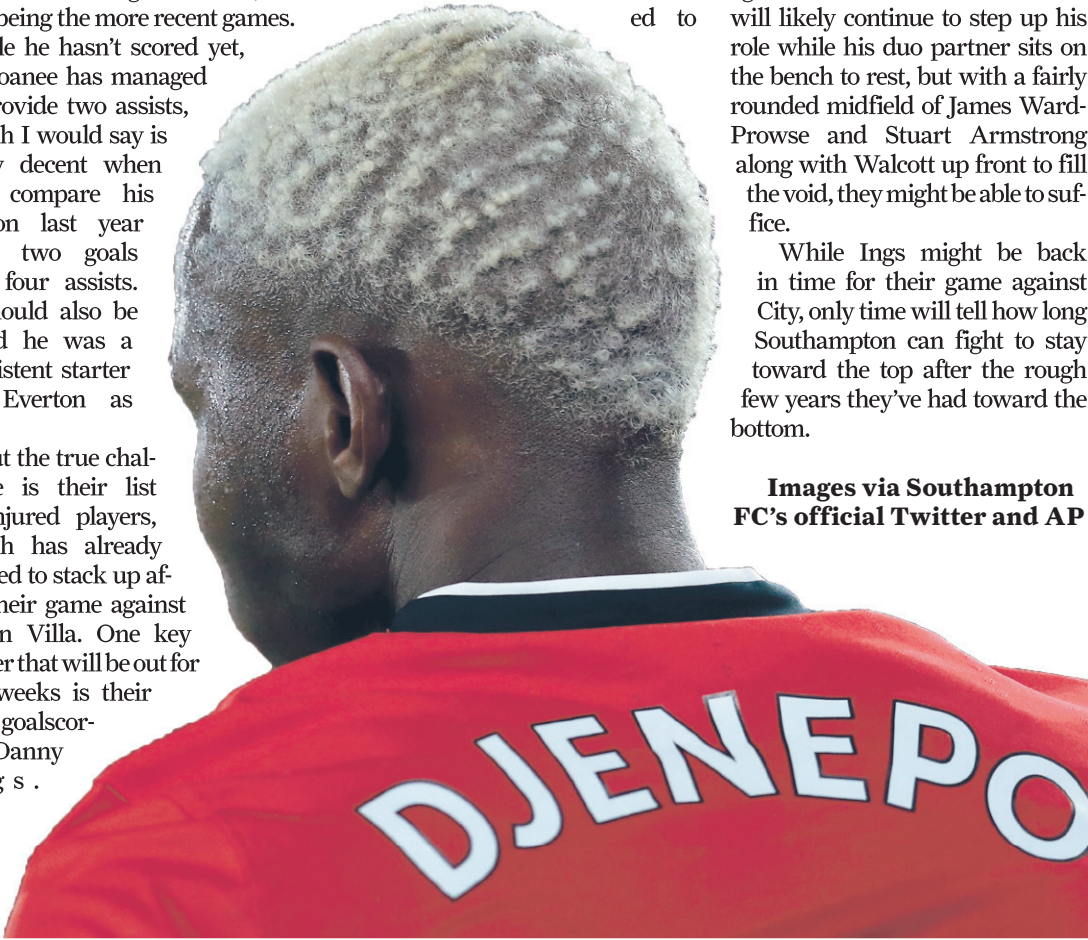 being the more recent games.
le he hasn't scored yet,
oanee has managed
rovide two assists,
h I would say is
decent when
compare his
on last year
two goals
four assists.
ould also be
d he was a
istent starter
Everton as
ut the true chal-
e is their list
njured players,
h has already
ed to stack up af-
heir game against
n Villa. One key
er that will be out for
weeks is their
goalscor-
Danny
g s .
ed to
will likely continue to step up his
role while his duo partner sits on
the bench to rest, but with a fairly
rounded midfield of James Ward-
Prowse and Stuart Armstrong
along with Walcott up front to fill
the void, they might be able to suf-
fice.
While Ings might be back
in time for their game against
City, only time will tell how long
Southampton can fight to stay
toward the top after the rough
few years they've had toward the
bottom.
Images via Southampton
FC's official Twitter and AP
DJENEPO